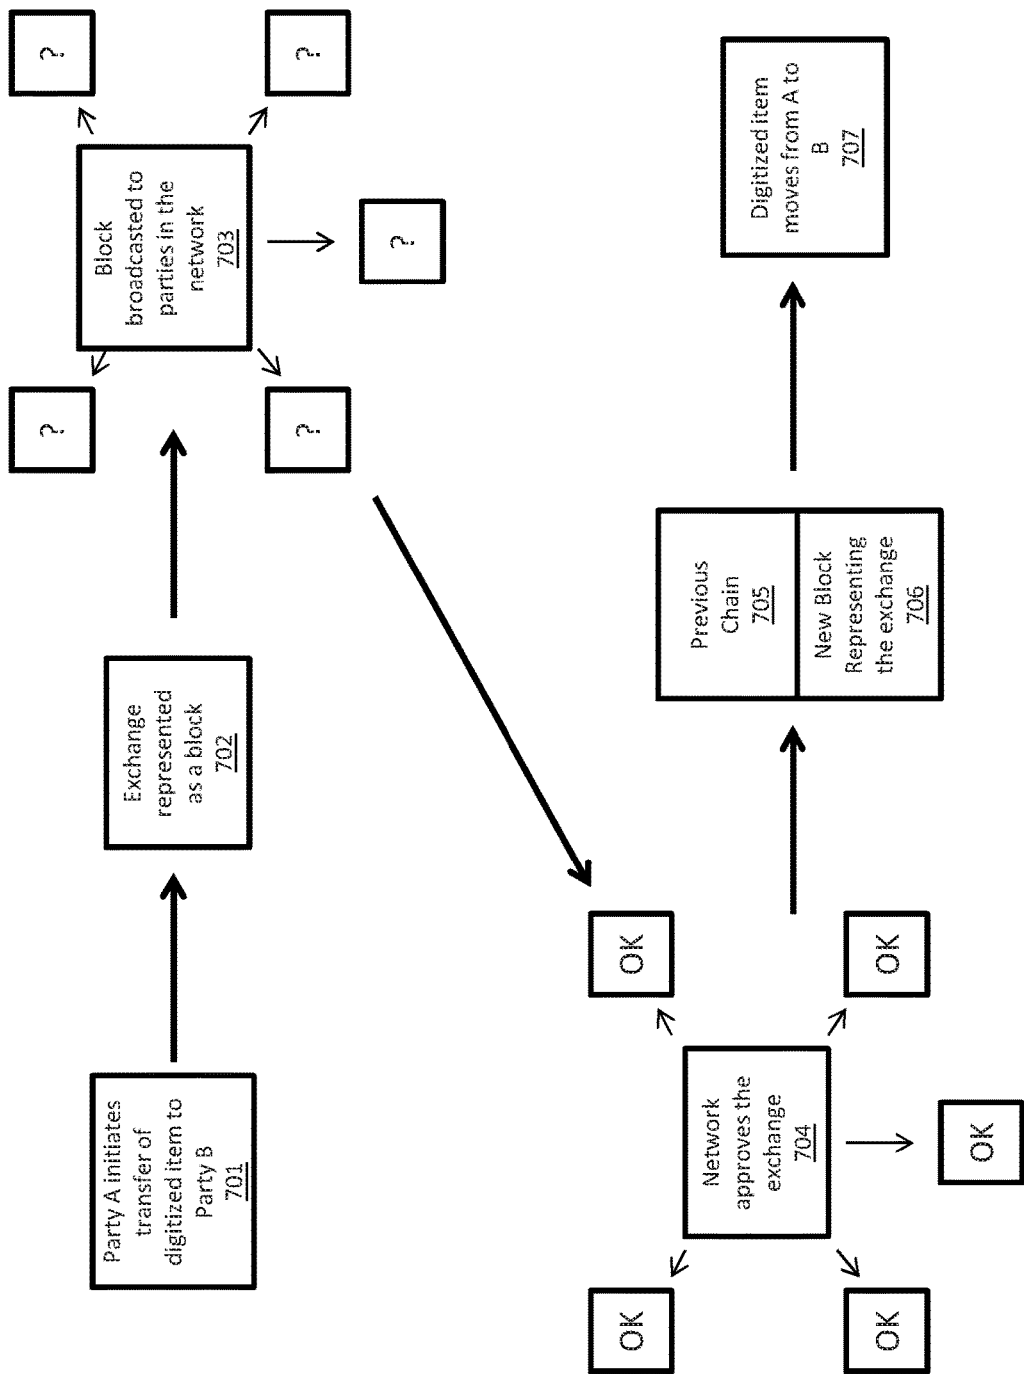 Party A initiates
transfer of
digitized item to
Party B
701
Exchange
represented
as a block
702
?
?
Block
broadcasted to
parties in the
network
703
?
?
?
OK
OK
Network
approves the
exchange
704
OK
OK
OK
Previous
Chain
705
New Block
Representing
the exchange
706
Digitized item
moves from A to
B
707